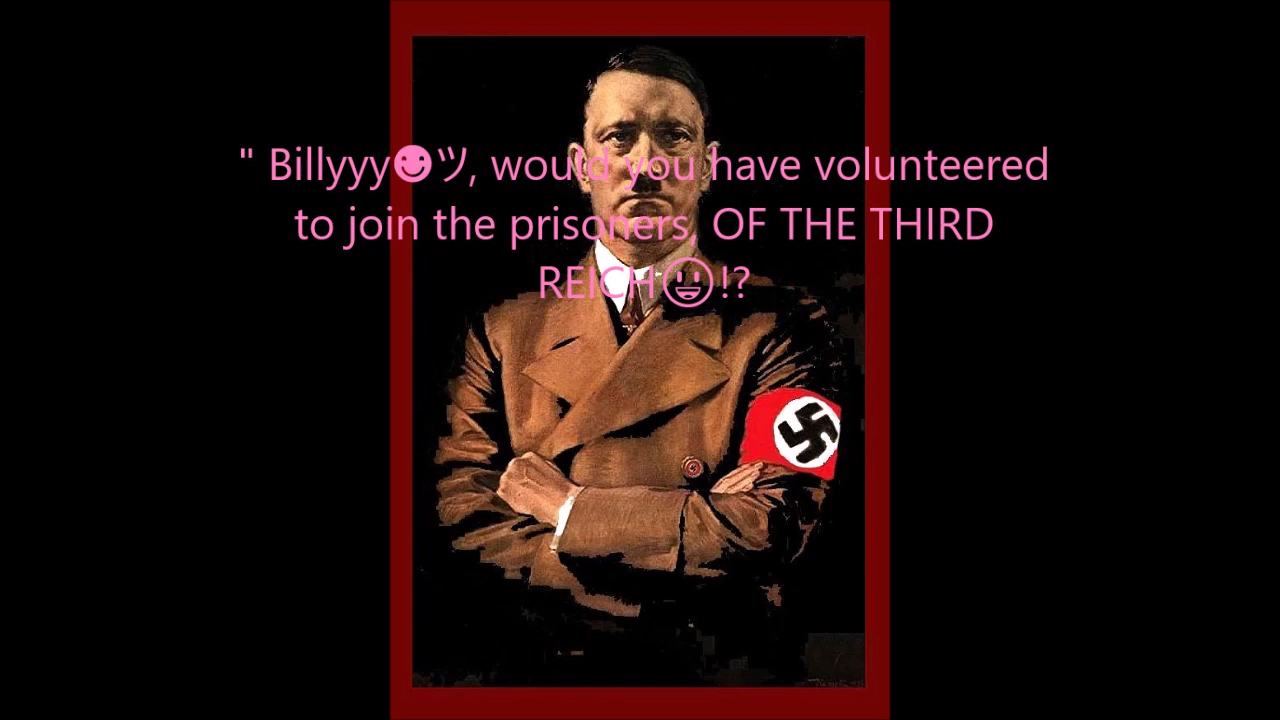 " Billyyy☻ツ, would you have volunteered
to join the prisoners, OF THE THIRD
REICH😃!?